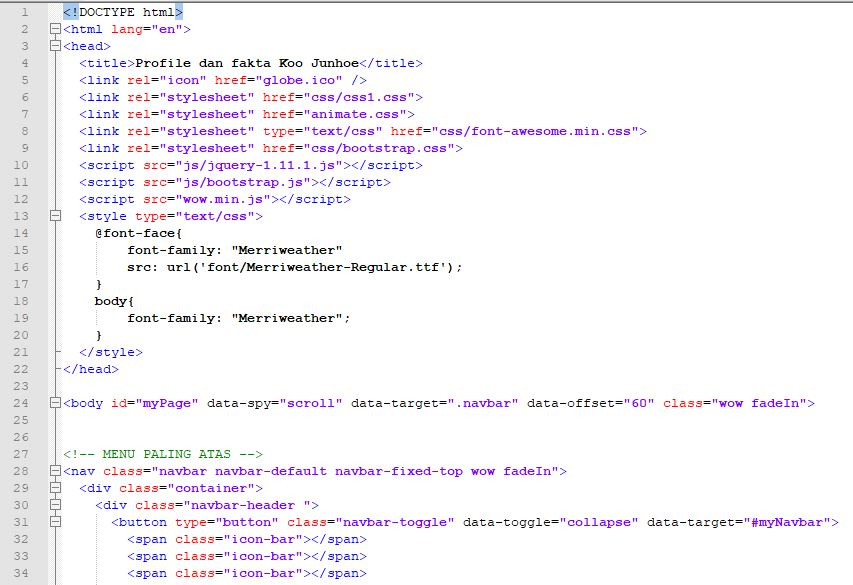 1 <!DOCTYPE html>
2 <html lang="en">
3 <head>
4 <title>Profile dan fakta Koo Junhoe</title>
5 <link rel="icon" href="globe.ico" />
6 <link rel="stylesheet" href="css/css1.css">
7 <link rel="stylesheet" href="animate.css">
8 <link rel="stylesheet" type="text/css" href="css/font-awesome.min.css">
9 <link rel="stylesheet" href="css/bootstrap.css">
10 <script src="js/jquery-1.11.1.js"></script>
11 <script src="js/bootstrap.js"></script>
12 <script src="wow.min.js"></script>
13 <style type="text/css">
14 @font-face{
15 font-family: "Merriweather"
16 src: url('font/Merriweather-Regular.ttf');
17 }
18 body{
19 font-family: "Merriweather";
20 }
21 </style>
22 </head>
23
24 <body id="myPage" data-spy="scroll" data-target=".navbar" data-offset="60" class="wow fadeIn">
25
26
27 <!-- MENU PALING ATAS -->
28 <nav class="navbar navbar-default navbar-fixed-top wow fadeIn">
29 <div class="container">
30 <div class="navbar-header ">
31 <button type="button" class="navbar-toggle" data-toggle="collapse" data-target="#myNavbar">
32 <span class="icon-bar"></span>
33 <span class="icon-bar"></span>
34 <span class="icon-bar"></span>